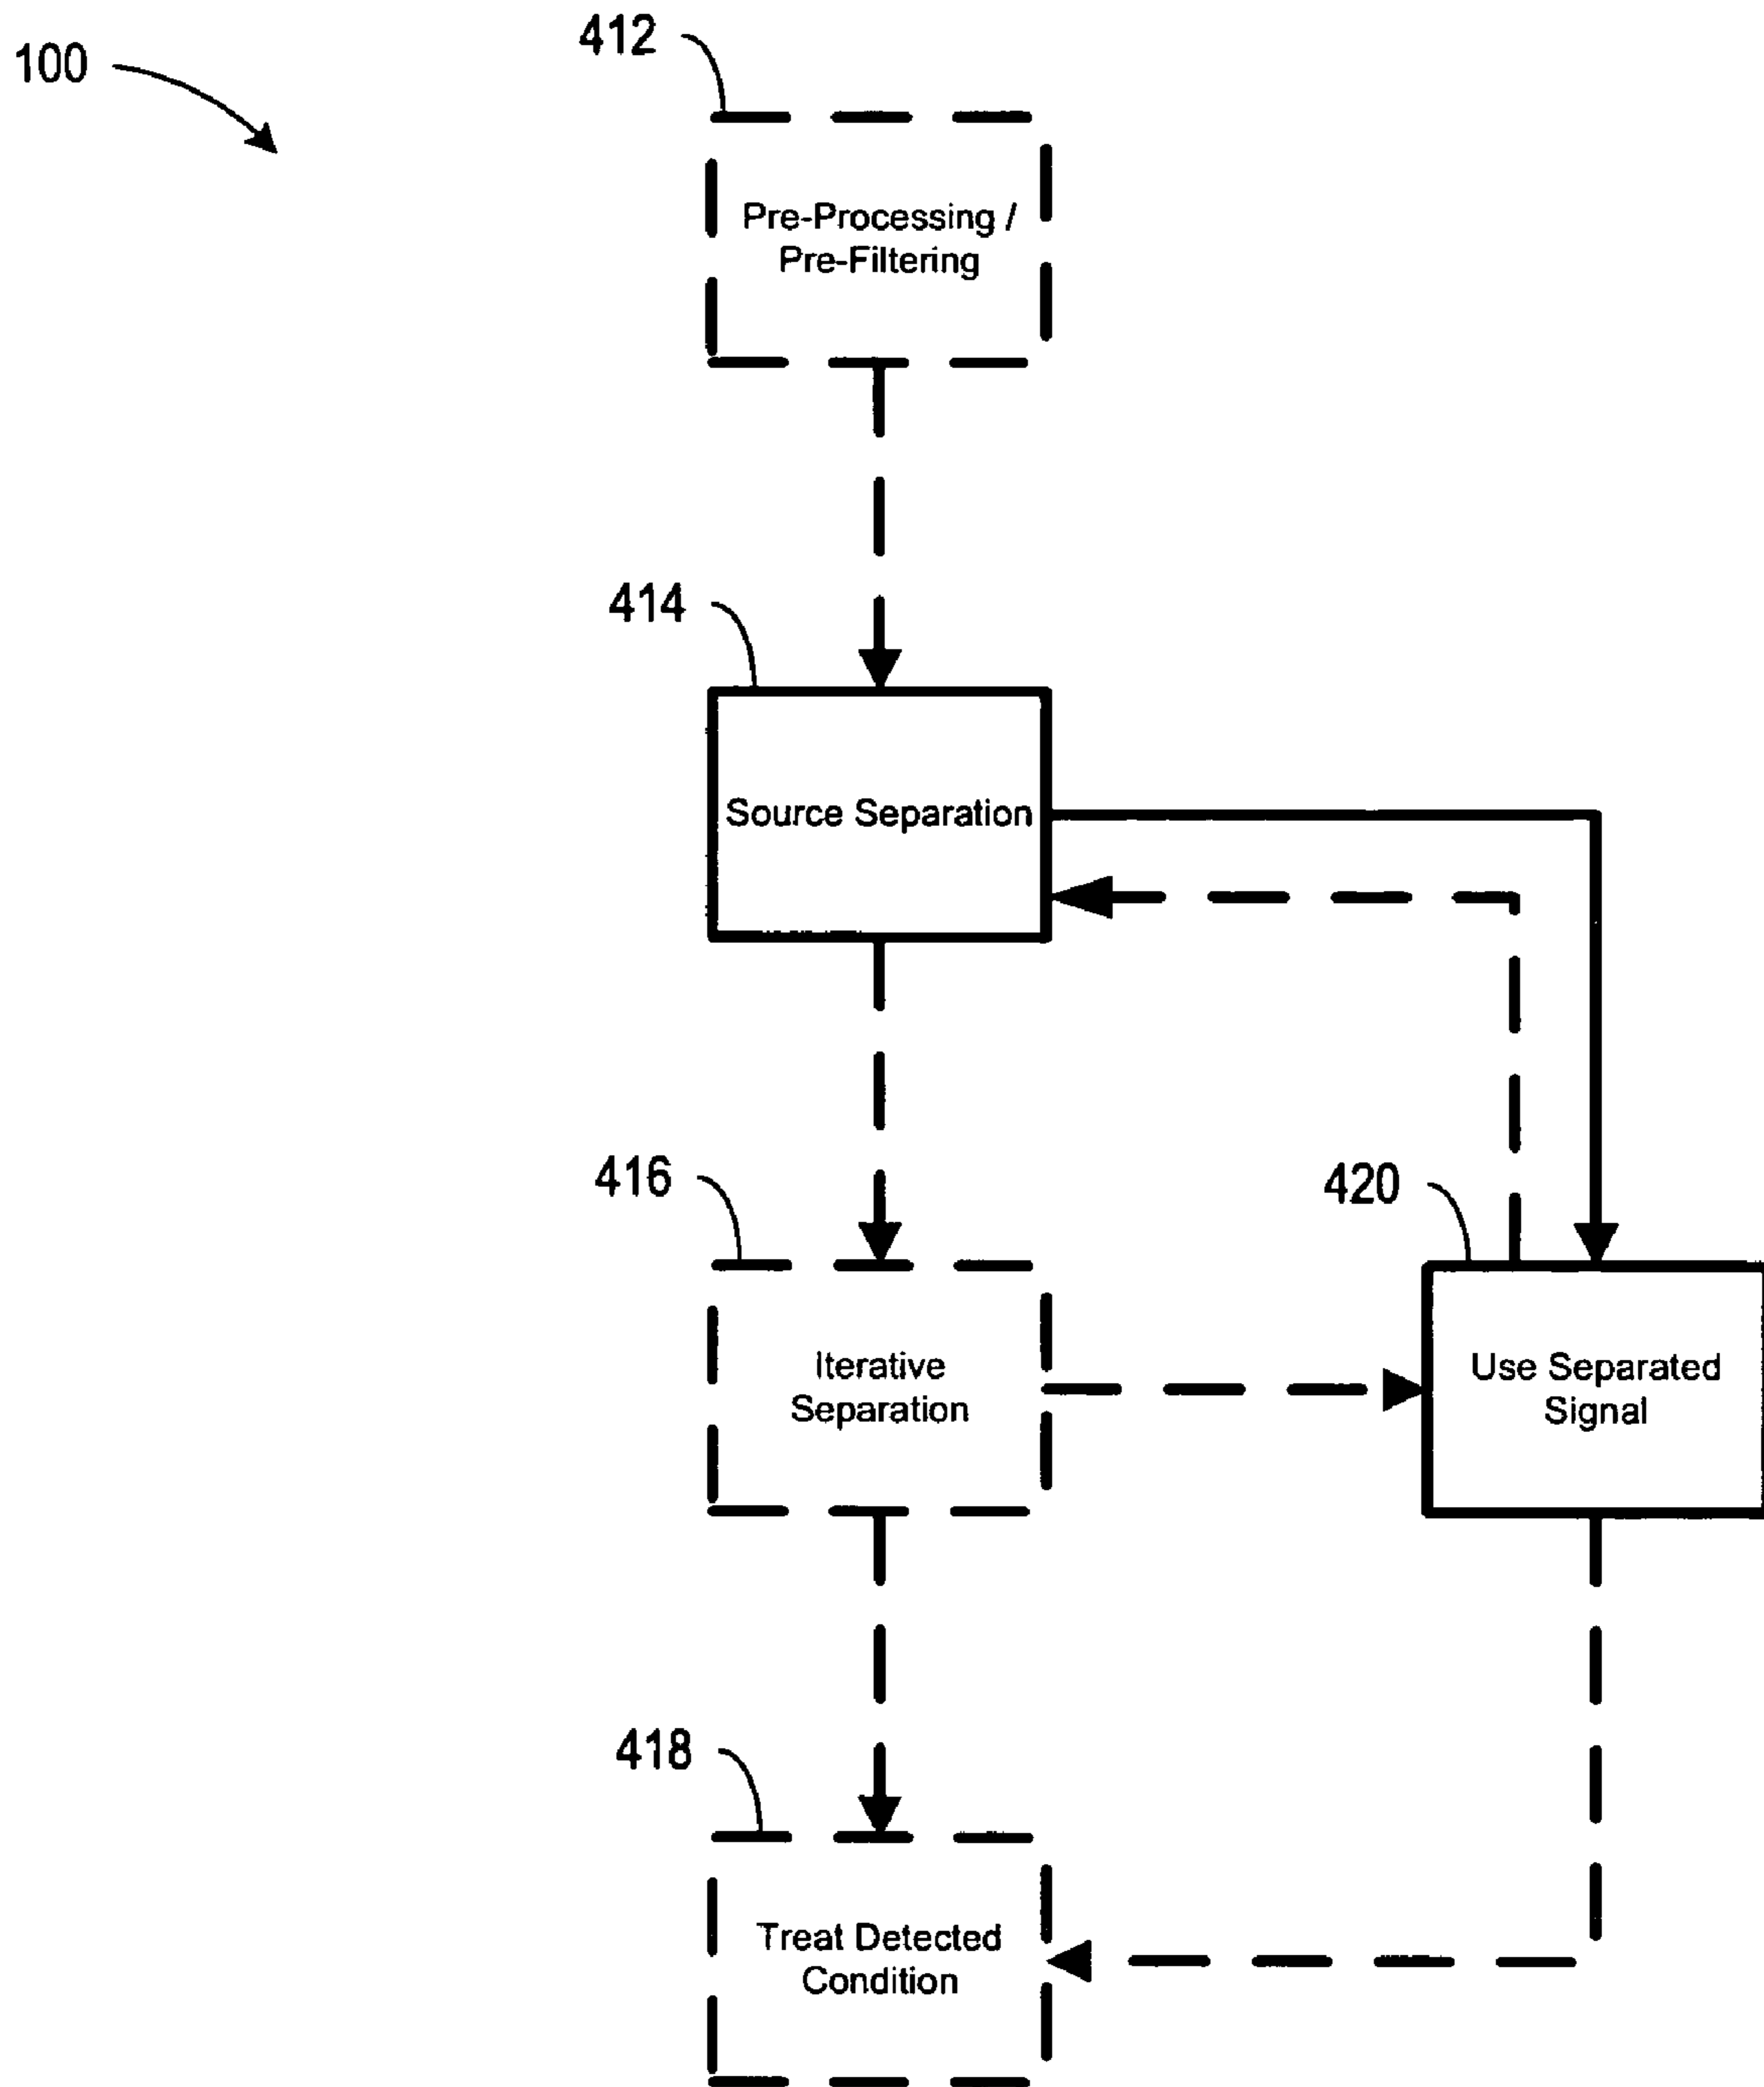 100
412
Pre-Processing /
Pre-Filtering
414
Source Separation
416
Iterative
Separation
420
Use Separated
Signal
418
Treat Detected
Condition